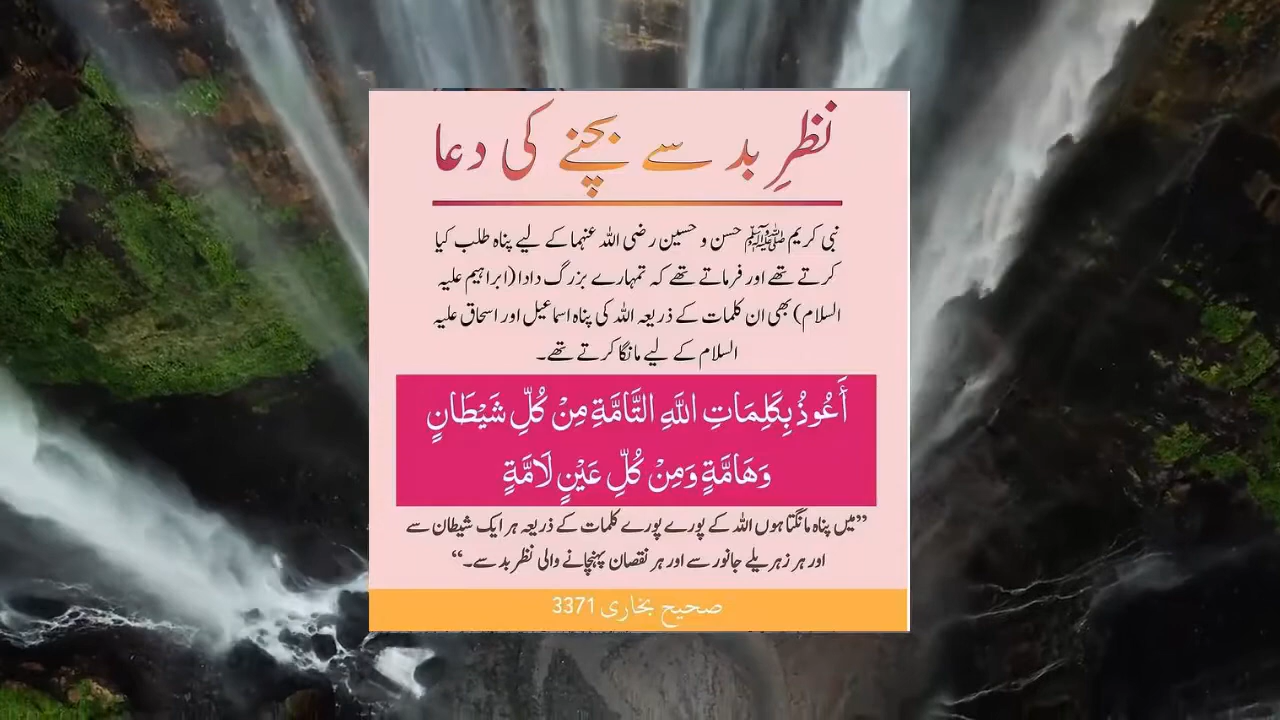 نظرِ بد سے بچنے کی دعا
نبی کریم ﷺ حسن و حسین رضی اللہ عنہما کے لیے پناہ طلب کیا
کرتے تھے اور فرماتے تھے کہ تمہارے بزرگ دادا (ابراہیم علیہ
السلام) بھی ان کلمات کے ذریعہ اللہ کی پناہ اسماعیل اور اسحاق علیہ
السلام کے لیے مانگا کرتے تھے۔
أَعُوذُ بِكَلِمَاتِ اللَّهِ التَّامَّةِ مِنْ كُلِّ شَيْطَانٍ
وَهَامَّةٍ وَمِنْ كُلِّ عَيْنٍ لَامَّةٍ
”میں پناہ مانگتا ہوں اللہ کے پورے پورے کلمات کے ذریعہ ہر ایک شیطان سے
اور ہر زہریلے جانور سے اور ہر نقصان پہنچانے والی نظر بد سے۔“
صحیح بخاری 3371